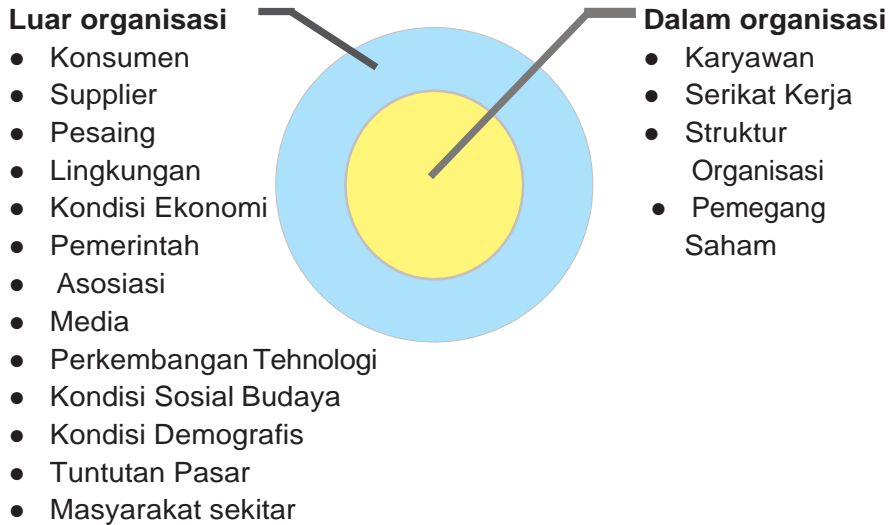 Luar organisasi
● Konsumen
● Supplier
● Pesaing
● Lingkungan
● Kondisi Ekonomi
● Pemerintah
● Asosiasi
● Media
● Perkembangan Tehnologi
● Kondisi Sosial Budaya
● Kondisi Demografis
● Tuntutan Pasar
● Masyarakat sekitar
Dalam organisasi
● Karyawan
● Serikat Kerja
● Struktur
Organisasi
● Pemegang
Saham